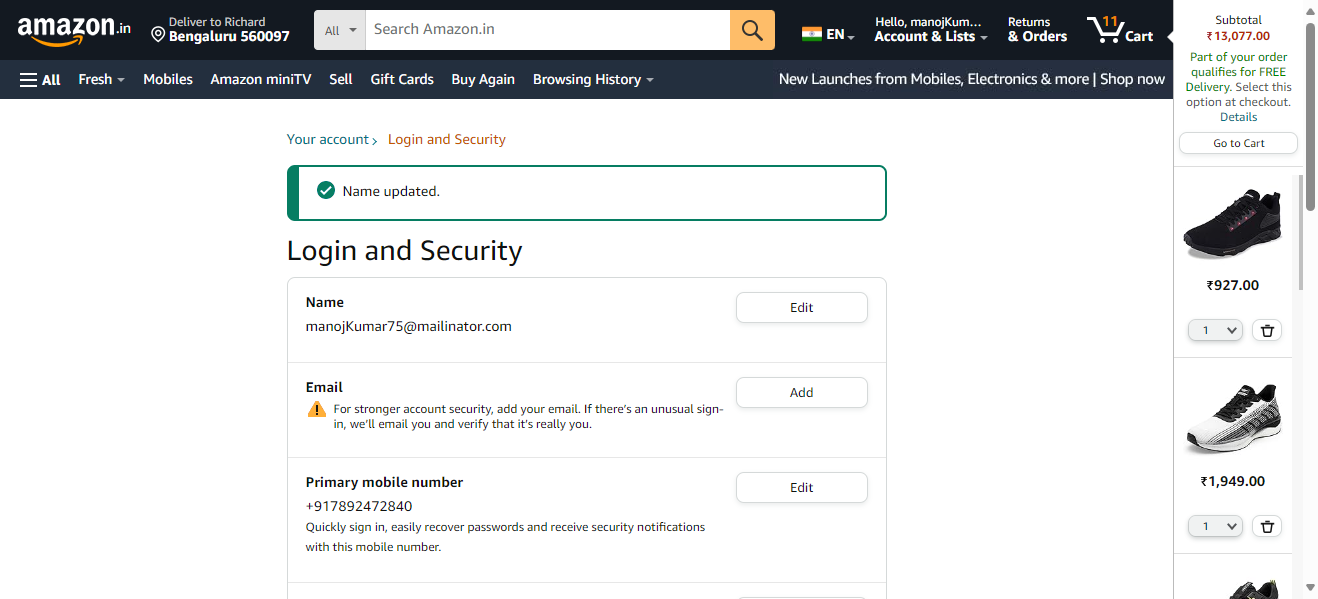 amazon.in
Deliver to Richard
Bengaluru 560097
All
Search Amazon.in
EN
Hello, manojKum...
Account & Lists
Returns
& Orders
11
Cart
All
Fresh
Mobiles
Amazon miniTV
Sell
Gift Cards
Buy Again
Browsing History
New Launches from Mobiles, Electronics & more | Shop now
Subtotal
₹13,077.00
Part of your order
qualifies for FREE
Delivery. Select this
option at checkout.
Details
Go to Cart
₹927.00
1
₹1,949.00
1
Your account ›
Login and Security
Name updated.
Login and Security
Name
manojKumar75@mailinator.com
Edit
Email
For stronger account security, add your email. If there's an unusual sign-
in, we'll email you and verify that it's really you.
Add
Primary mobile number
+917892472840
Quickly sign in, easily recover passwords and receive security notifications
with this mobile number.
Edit